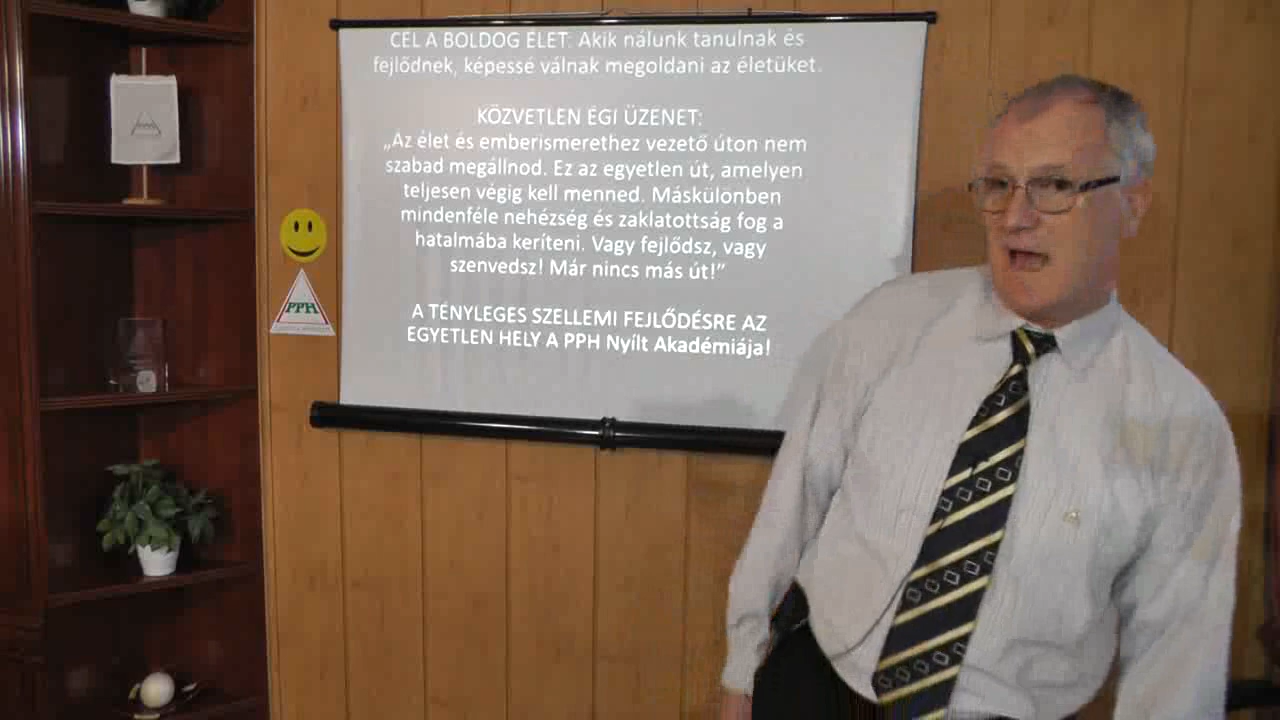 CÉL A BOLDOG ÉLET: Akik nálunk tanulnak és
fejlődnek, képessé válnak megoldani az életüket.
KÖZVETLEN ÉGI ÜZENET:
„Az élet és emberismerethez vezető úton nem
szabad megállnod. Ez az egyetlen út, amelyen
teljesen végig kell menned. Máskülönben
mindenféle nehézség és zaklatottság fog a
hatalmába keríteni. Vagy fejlődsz, vagy
szenvedsz! Már nincs más út!”
A TÉNYLEGES SZELLEMI FEJLŐDÉSRE AZ
EGYETLEN HELY A PPH Nyílt Akadémiája!
PPH